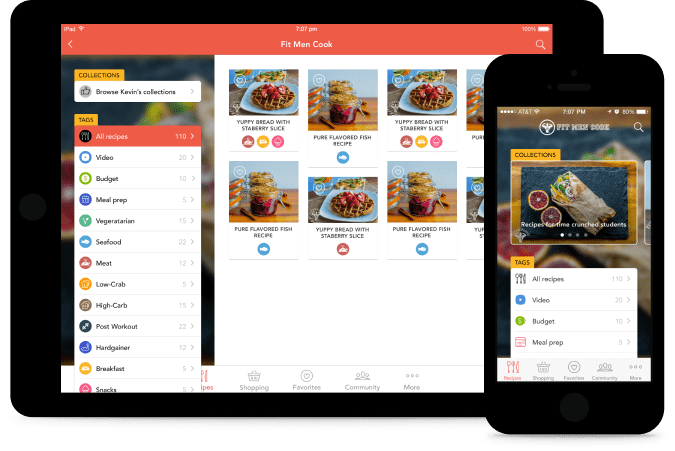 iPad
7:07 pm
100%
Fit Men Cook
COLLECTIONS
Browse Kevin's collections
TAGS
All recipes 110
Video 20
Budget 10
Meal prep 5
Vegeratarian 15
Seafood 22
Meat 12
Low-Crab 5
High-Carb 15
Post Workout 22
Hardgainer 12
Breakfast 4
Snacks 5
YUPPY BREAD WITH
STABERRY SLICE
PURE FLAVORED FISH
RECIPE
YUPPY BREAD WITH
STABERRY SLICE
PURE FLAVORED FISH
RECIPE
YUPPY BREAD WITH
STABERRY SLICE
PURE FLAVORED FISH
RECIPE
cipes
Shopping
Favorites
Community
More
AT&T
7:07 PM
80%
FIT MEN COOK
COLLECTIONS
Recipes for time crunched students
TAGS
All recipes 110
Video 20
Budget 10
Meal prep 5
Recipes
Shopping
Favorites
Community
More